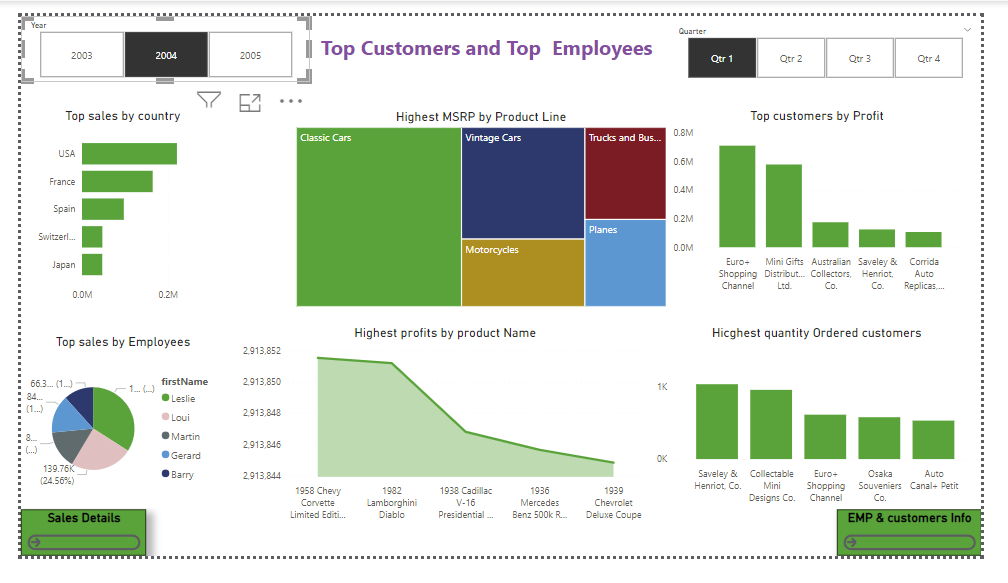 Year
2003
2004
2005
Top Customers and Top Employees
Quarter
Qtr 1
Qtr 2
Qtr 3
Qtr 4
Top sales by country
USA
France
Spain
Switzerl...
Japan
0.0M
0.2M
Highest MSRP by Product Line
Classic Cars
Vintage Cars
Trucks and Bus...
Motorcycles
Planes
Top customers by Profit
0.8M
0.6M
0.4M
0.2M
0.0M
Euro+
Shopping
Channel
Mini Gifts
Distribut...
Ltd.
Australian
Collectors,
Co.
Saveley &
Henriot,
Co.
Corrida
Auto
Replicas,...
Top sales by Employees
66.3... (1...)
84...
(1...)
8...
(...)
139.76K
(24.56%)
1... (...)
firstName
Leslie
Loui
Martin
Gerard
Barry
Highest profits by product Name
2,913,852
2,913,850
2,913,848
2,913,846
2,913,844
1958 Chevy
Corvette
Limited Editi...
1982
Lamborghini
Diablo
1938 Cadillac
V-16
Presidential ...
1936
Mercedes
Benz 500k R...
1939
Chevrolet
Deluxe Coupe
Hicghest quantity Ordered customers
1K
0K
Saveley &
Henriot, Co.
Collectable
Mini
Designs Co.
Euro+
Shopping
Channel
Osaka
Souveniers
Co.
Auto
Canal+ Petit
Sales Details
EMP & customers Info